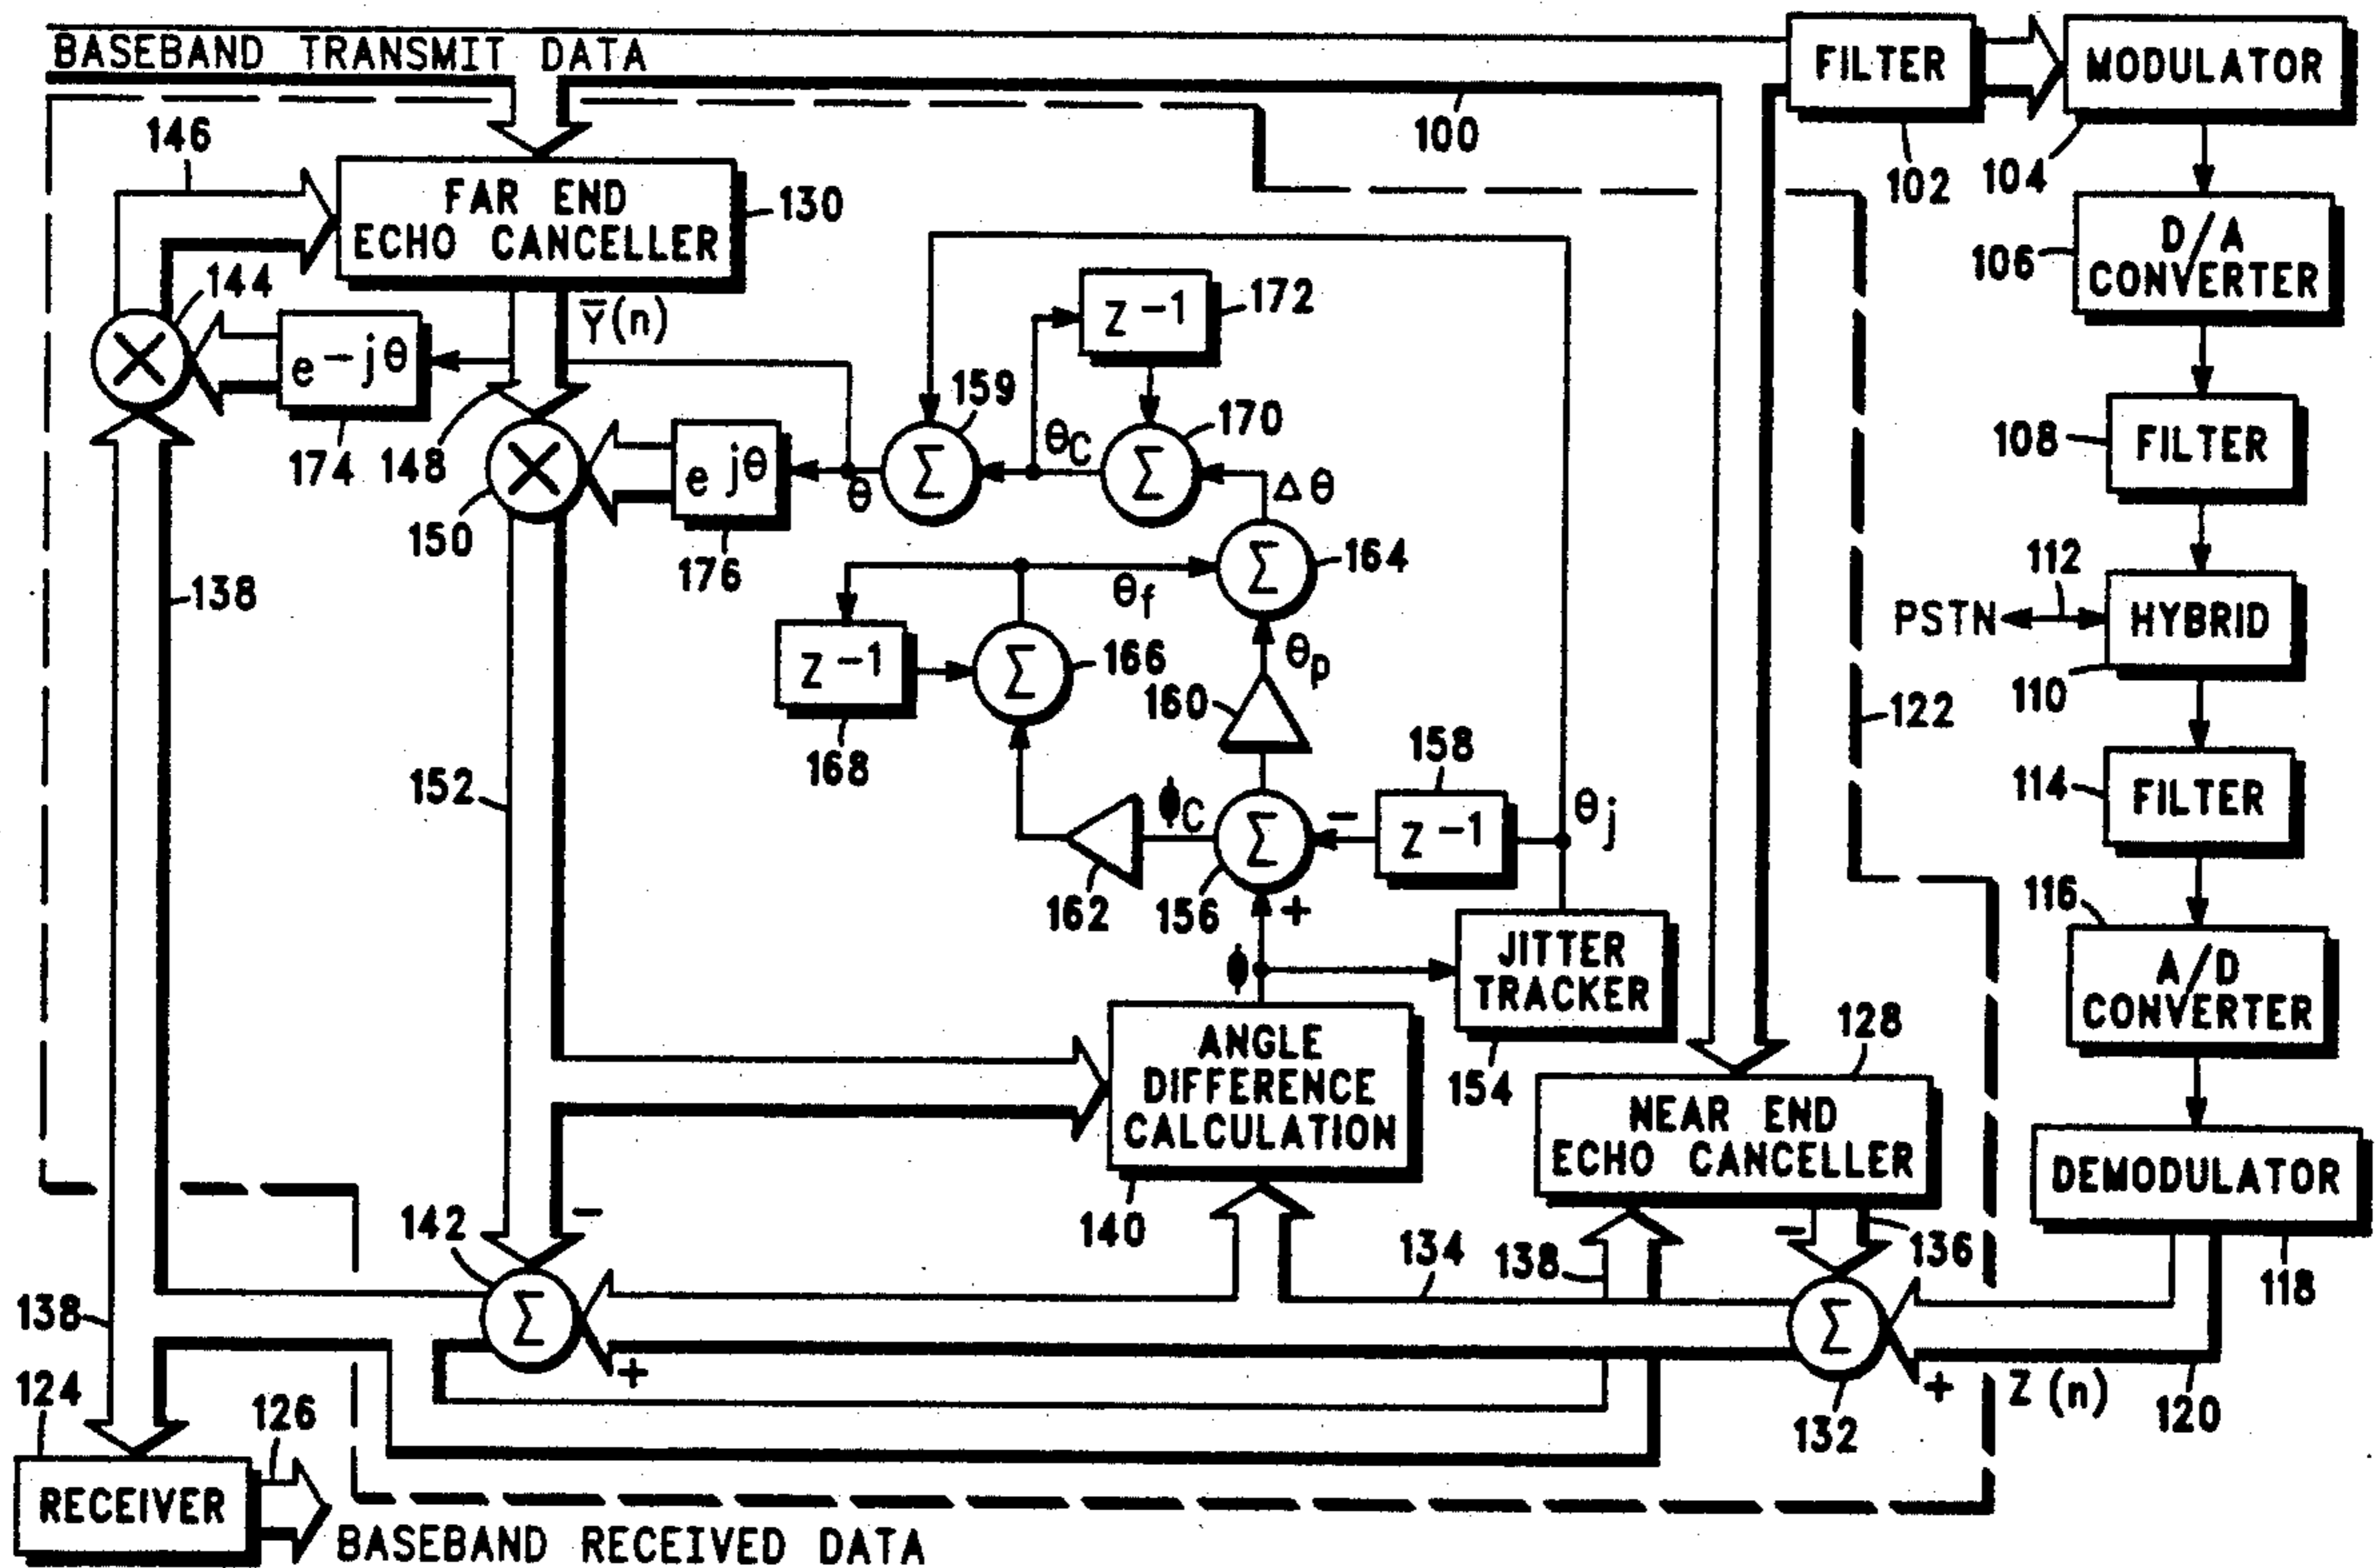 BASEBAND TRANSMIT DATA
FILTER
MODULATOR
100
102
104
146
FAR END
ECHO CANCELLER
130
D/A
CONVERTER
106
144
Y̅(n)
z⁻¹
172
e⁻ʲᶿ
174
148
159
170
FILTER
108
×
×
150
e ʲᶿ
176
θ
Σ
θC
Σ
Δθ
138
θf
Σ
164
112
PSTN
HYBRID
110
z⁻¹
168
Σ
166
θp
160
122
158
152
162
ϕC
Σ
156
−
z⁻¹
θj
114
FILTER
+
116
A/D
CONVERTER
ϕ
JITTER
TRACKER
154
ANGLE
DIFFERENCE
CALCULATION
140
128
NEAR END
ECHO CANCELLER
DEMODULATOR
118
142
−
134
138
−
136
138
Σ
+
Σ
132
+
Z(n)
120
124
126
RECEIVER
BASEBAND RECEIVED DATA